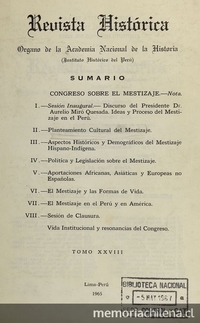 Revista Histórica
Organo de la Academia Nacional de la Historia
(Instituto Histórico del Perú)
SUMARIO
CONGRESO SOBRE EL MESTIZAJE.—Nota.
I.—Sesión Inaugural.— Discurso del Presidente Dr. Aurelio Miró Quesada. Ideas y Proceso del Mesti-
zaje en el Perú.
II.—Planteamiento Cultural del Mestizaje.
III.—Aspectos Históricos y Demográficos del Mestizaje
Hispano-Indígena.
IV.—Política y Legislación sobre el Mestizaje.
V.—Aportaciones Africanas, Asiáticas y Europeas no
Españolas.
VI.—El Mestizaje y las Formas de Vida.
VII.—El Mestizaje en el Perú y en América.
VIII.—Sesión de Clausura.
Vida Institucional y resonancias del Congreso.
TOMO XXVIII
Lima-Perú
1965
BIBLIOTECA NACIONAL
-5 MAY 1967
memoriachilena.cl